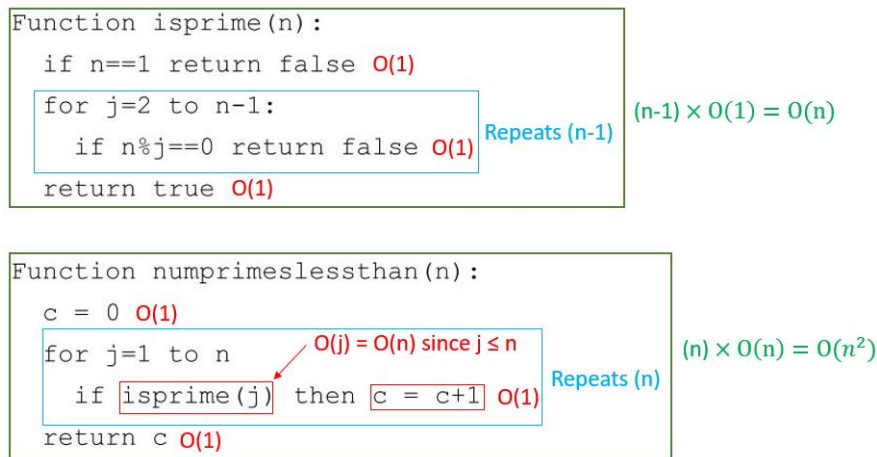 Function isprime(n):
if n==1 return false O(1)
for j=2 to n-1:
(n-1) × O(1) = O(n)
if n%j==0 return false O(1)
Repeats (n-1)
return true O(1)
Function numprimeslessthan(n):
c = 0 O(1)
for j=1 to n
O(j) = O(n) since j ≤ n
(n) × O(n) = O(n²)
if isprime(j) then c = c+1 O(1)
Repeats (n)
return c O(1)